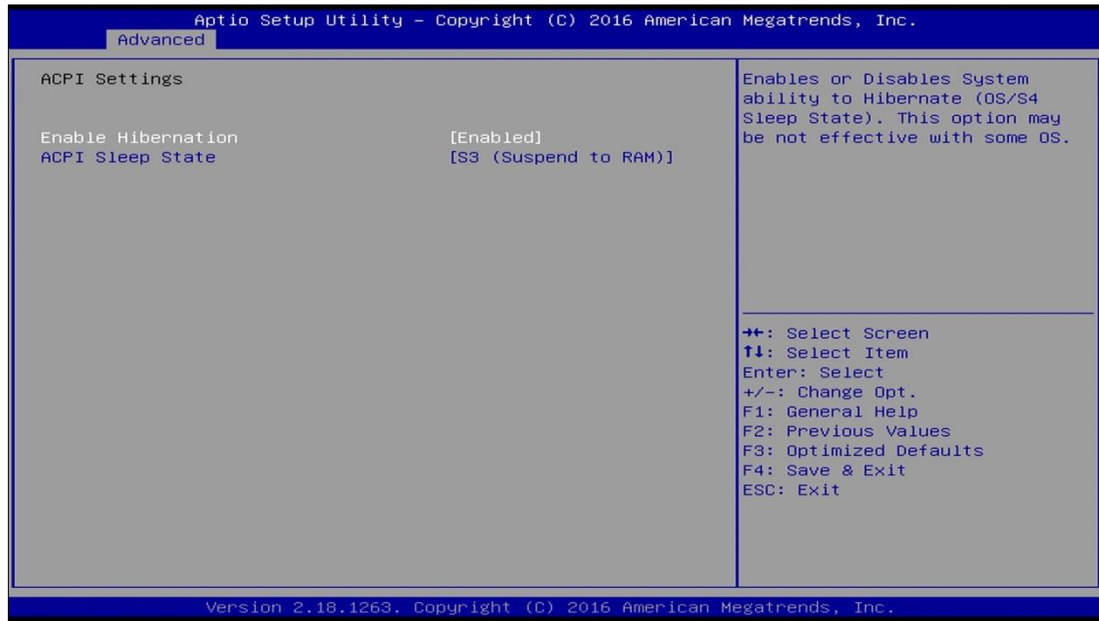 Aptio Setup Utility – Copyright (C) 2016 American Megatrends, Inc.
Advanced
ACPI Settings
Enable Hibernation [Enabled]
ACPI Sleep State [S3 (Suspend to RAM)]
Enables or Disables System
ability to Hibernate (OS/S4
Sleep State). This option may
be not effective with some OS.
→←: Select Screen
↑↓: Select Item
Enter: Select
+/-: Change Opt.
F1: General Help
F2: Previous Values
F3: Optimized Defaults
F4: Save & Exit
ESC: Exit
Version 2.18.1263. Copyright (C) 2016 American Megatrends, Inc.